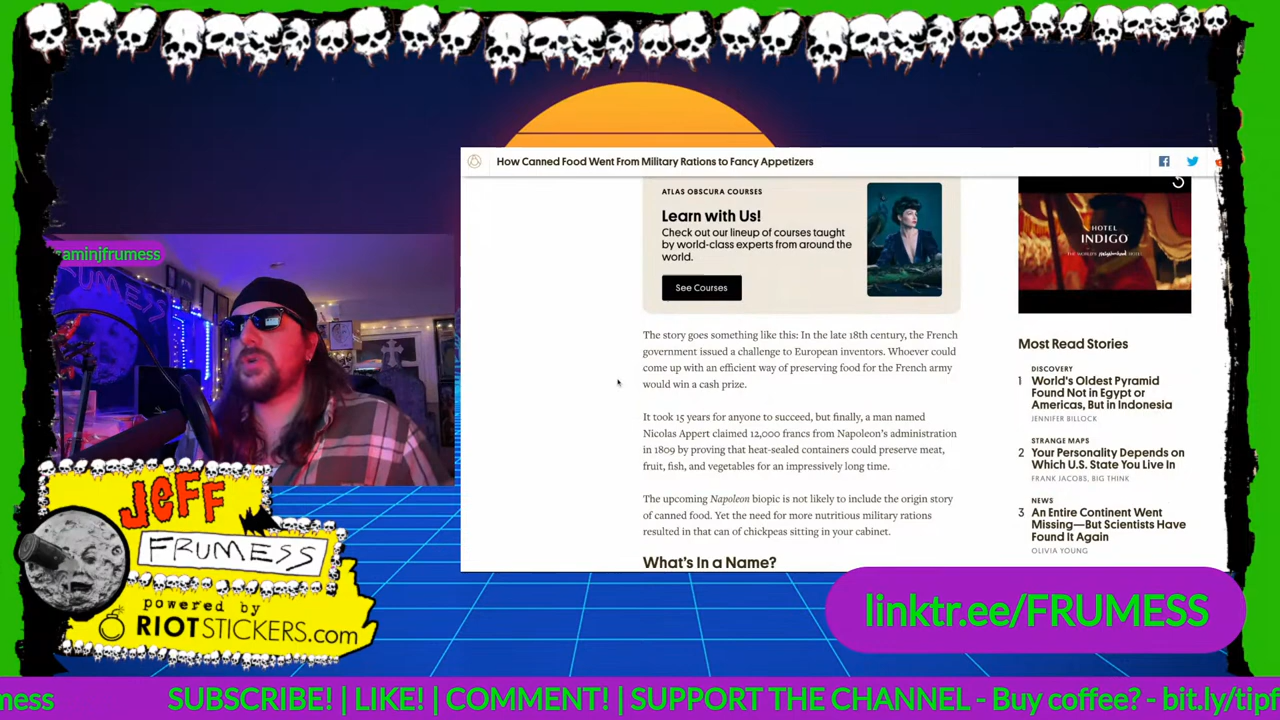 How Canned Food Went From Military Rations to Fancy Appetizers
ATLAS OBSCURA COURSES
Learn with Us!
Check out our lineup of courses taught
by world-class experts from around the
world.
See Courses
The story goes something like this: In the late 18th century, the French
government issued a challenge to European inventors. Whoever could
come up with an efficient way of preserving food for the French army
would win a cash prize.
It took 15 years for anyone to succeed, but finally, a man named
Nicolas Appert claimed 12,000 francs from Napoleon's administration
in 1809 by proving that heat-sealed containers could preserve meat,
fruit, fish, and vegetables for an impressively long time.
The upcoming Napoleon biopic is not likely to include the origin story
of canned food. Yet the need for more nutritious military rations
resulted in that can of chickpeas sitting in your cabinet.
What's In a Name?
HOTEL
INDIGO
Most Read Stories
DISCOVERY
1 World's Oldest Pyramid
Found Not in Egypt or
Americas, But in Indonesia
JENNIFER BILLOCK
STRANGE MAPS
2 Your Personality Depends on
Which U.S. State You Live In
FRANK JACOBS, BIG THINK
NEWS
3 An Entire Continent Went
Missing—But Scientists Have
Found It Again
OLIVIA YOUNG
aminjfrumess
JEFF
FRUMESS
powered by
RIOTSTICKERS.com
linktr.ee/FRUMESS
mess SUBSCRIBE! | LIKE! | COMMENT! | SUPPORT THE CHANNEL - Buy coffee? - bit.ly/tipf